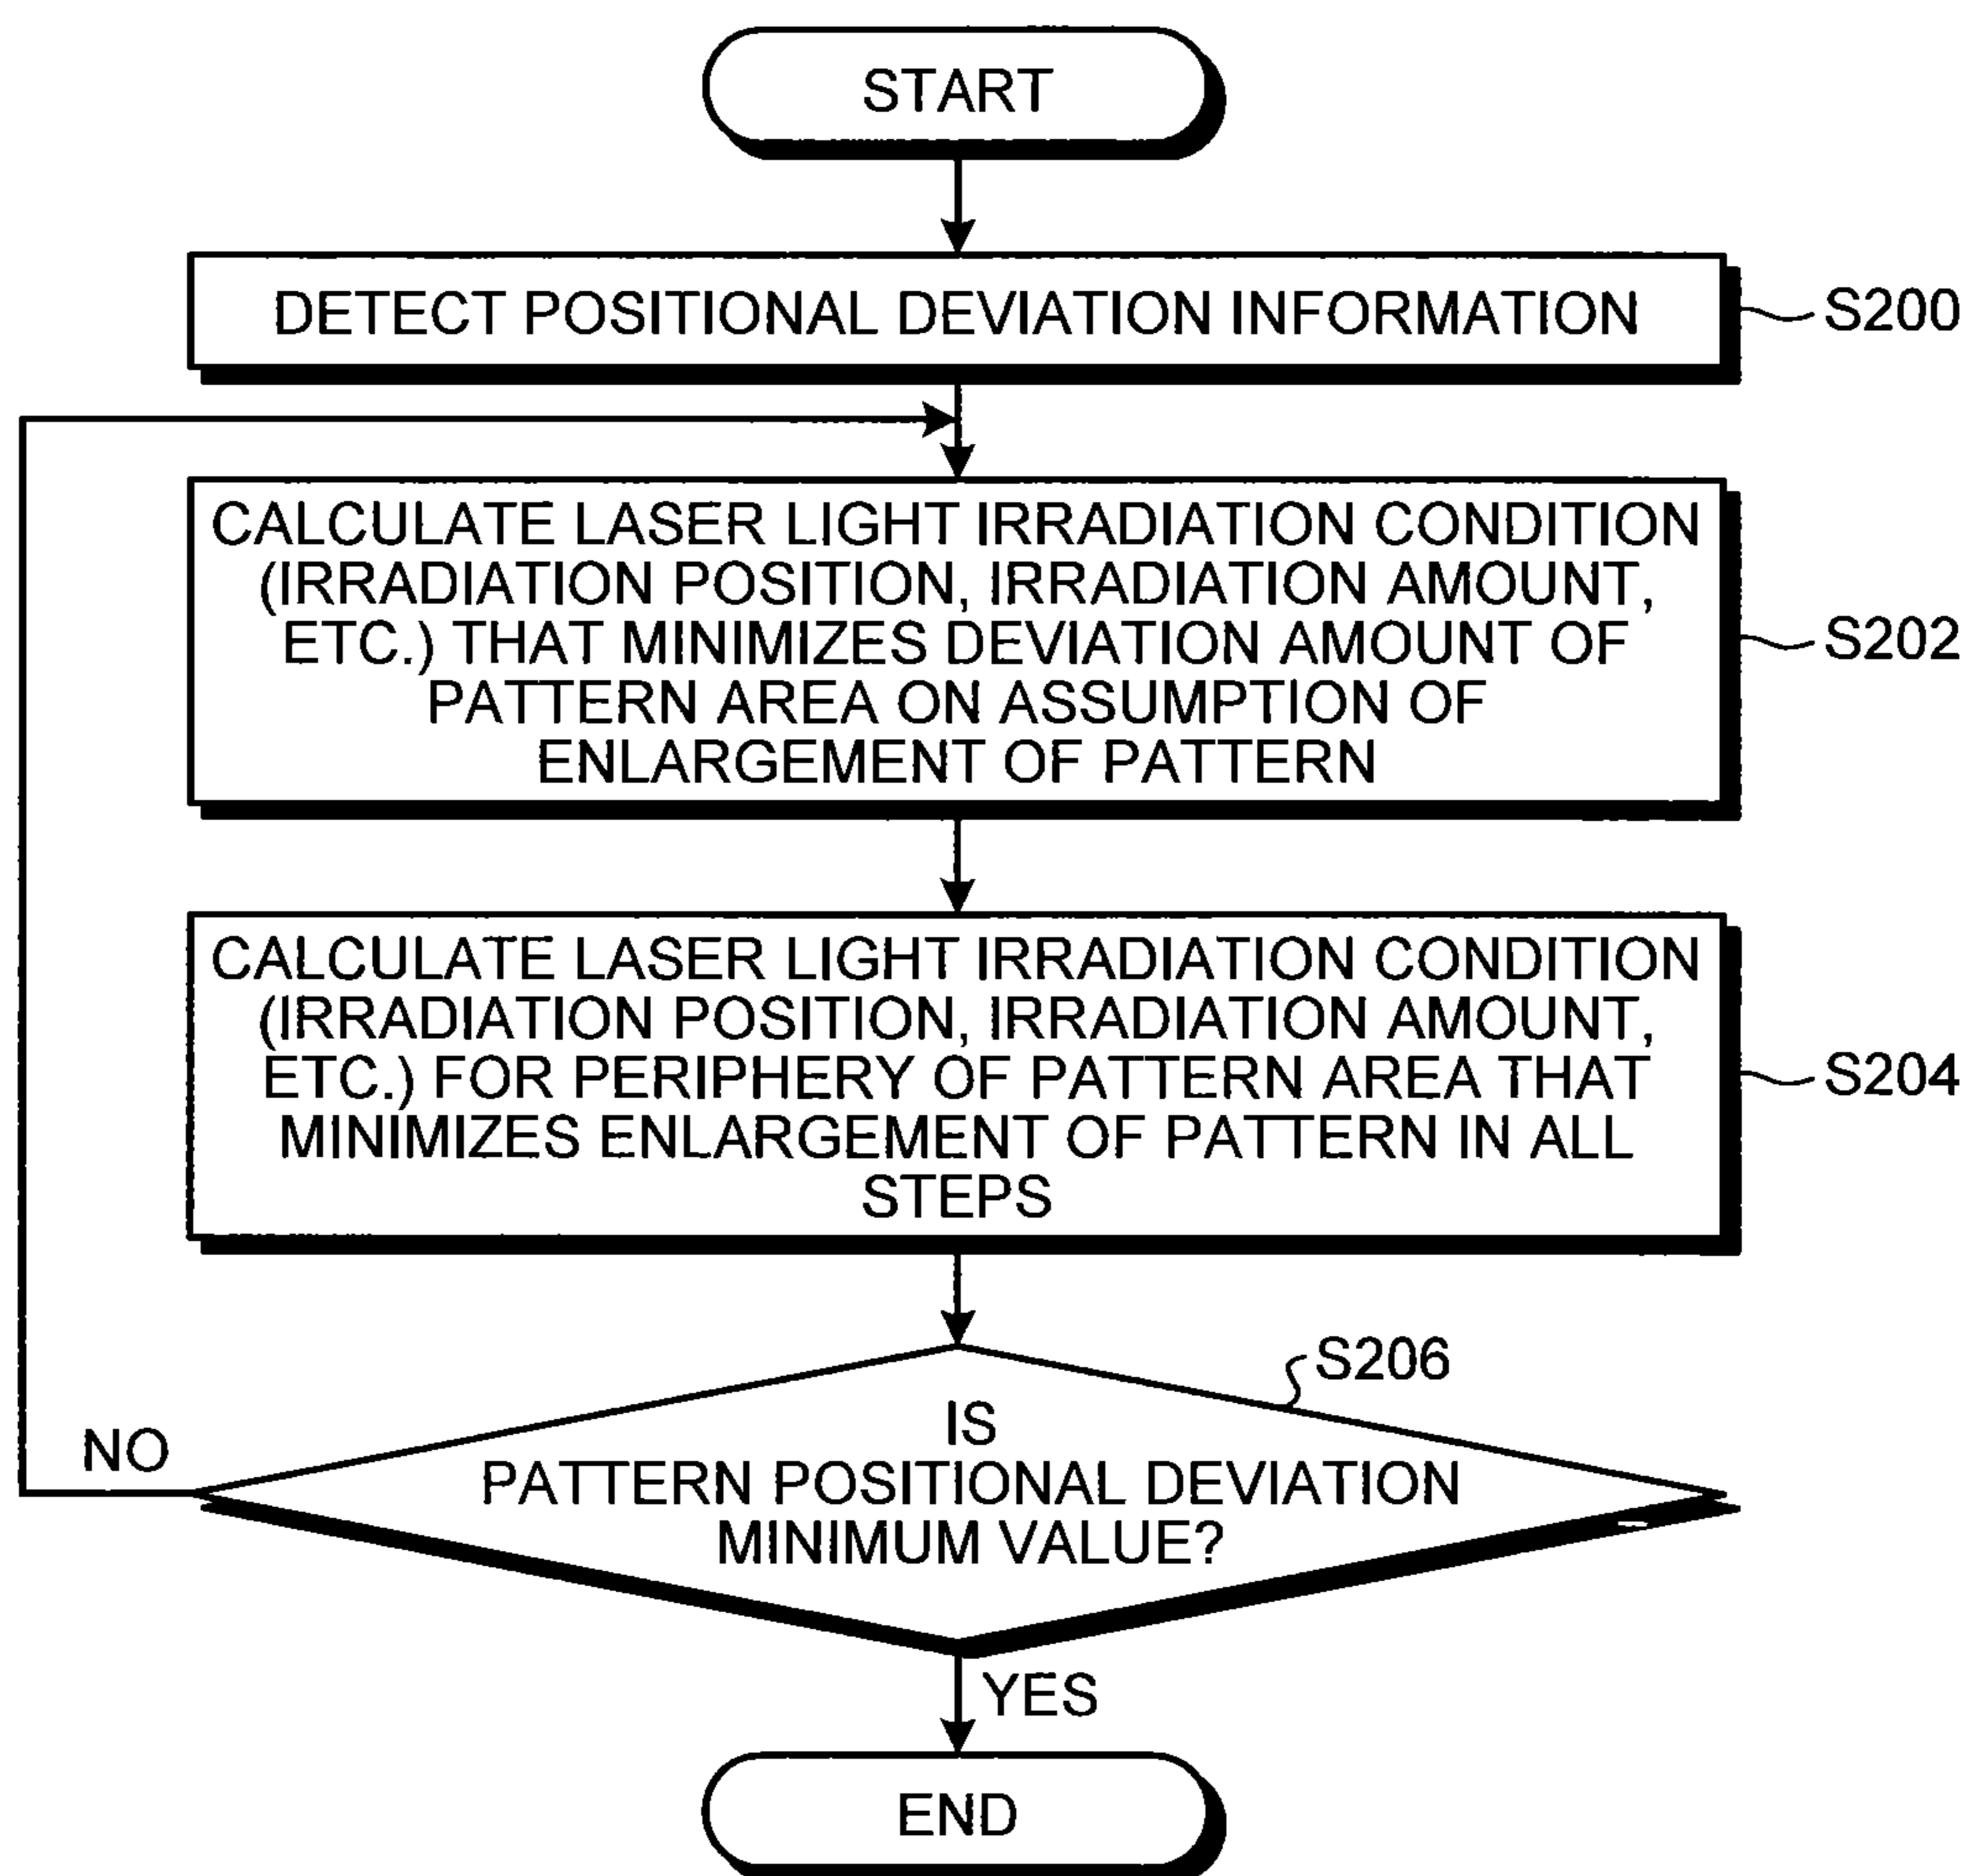 START
DETECT POSITIONAL DEVIATION INFORMATION
S200
CALCULATE LASER LIGHT IRRADIATION CONDITION
(IRRADIATION POSITION, IRRADIATION AMOUNT,
ETC.) THAT MINIMIZES DEVIATION AMOUNT OF
PATTERN AREA ON ASSUMPTION OF
ENLARGEMENT OF PATTERN
S202
CALCULATE LASER LIGHT IRRADIATION CONDITION
(IRRADIATION POSITION, IRRADIATION AMOUNT,
ETC.) FOR PERIPHERY OF PATTERN AREA THAT
MINIMIZES ENLARGEMENT OF PATTERN IN ALL
STEPS
S204
S206
IS
PATTERN POSITIONAL DEVIATION
MINIMUM VALUE?
NO
YES
END